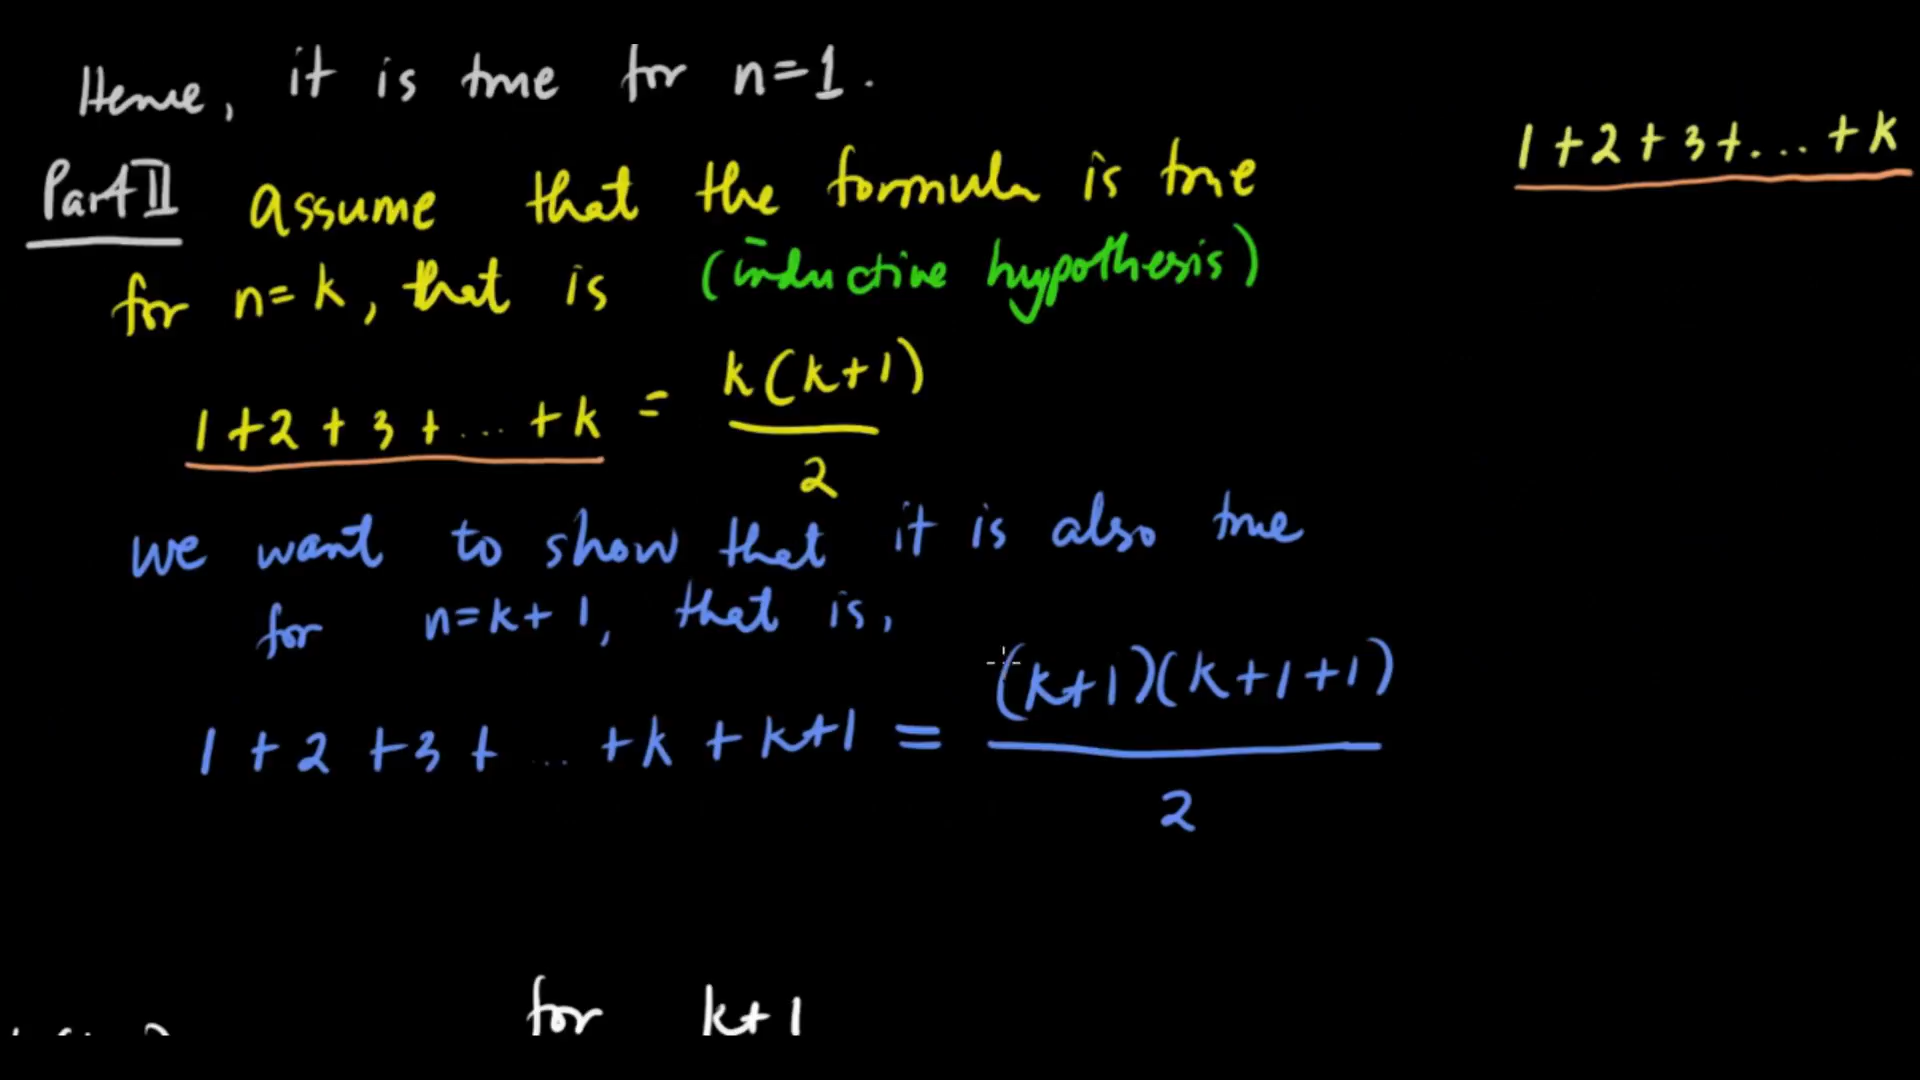 Hence, it is true for n=1.
1+2+3+...+k
Part II assume that the formula is true
for n=k, that is (inductive hypothesis)
1+2+3+...+k = k(k+1)/2
we want to show that it is also true
for n=k+1, that is,
1+2+3+...+k+k+1 = (k+1)(k+1+1)/2
for k+1